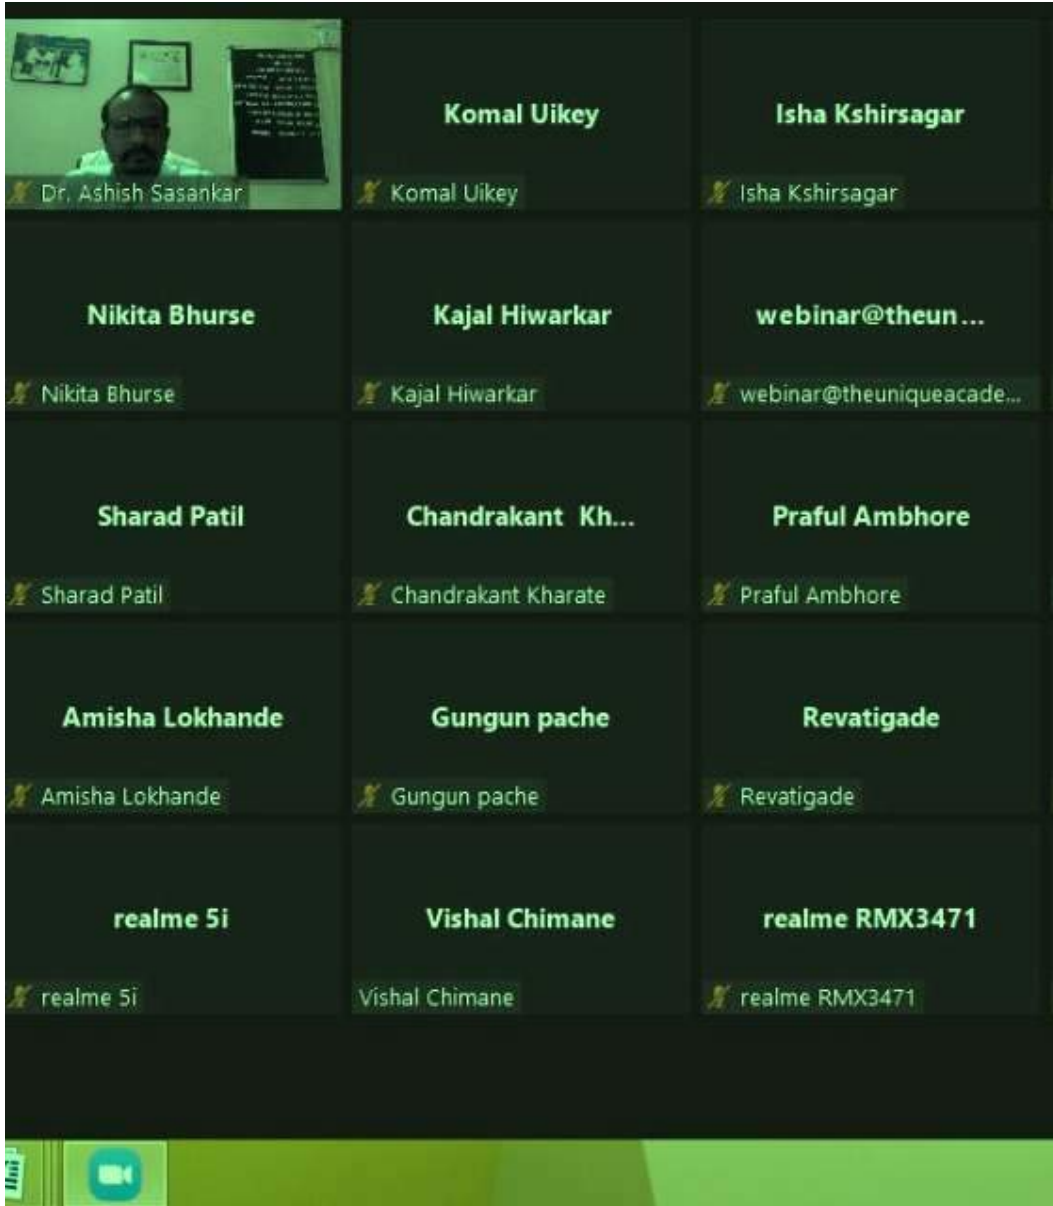 Dr. Ashish Sasankar
Komal Uikey
Komal Uikey
Isha Kshirsagar
Isha Kshirsagar
Nikita Bhurse
Nikita Bhurse
Kajal Hiwarkar
Kajal Hiwarkar
webinar@theun...
webinar@theuniqueacade...
Sharad Patil
Sharad Patil
Chandrakant Kh...
Chandrakant Kharate
Praful Ambhore
Praful Ambhore
Amisha Lokhande
Amisha Lokhande
Gungun pache
Gungun pache
Revatigade
Revatigade
realme 5i
realme 5i
Vishal Chimane
Vishal Chimane
realme RMX3471
realme RMX3471